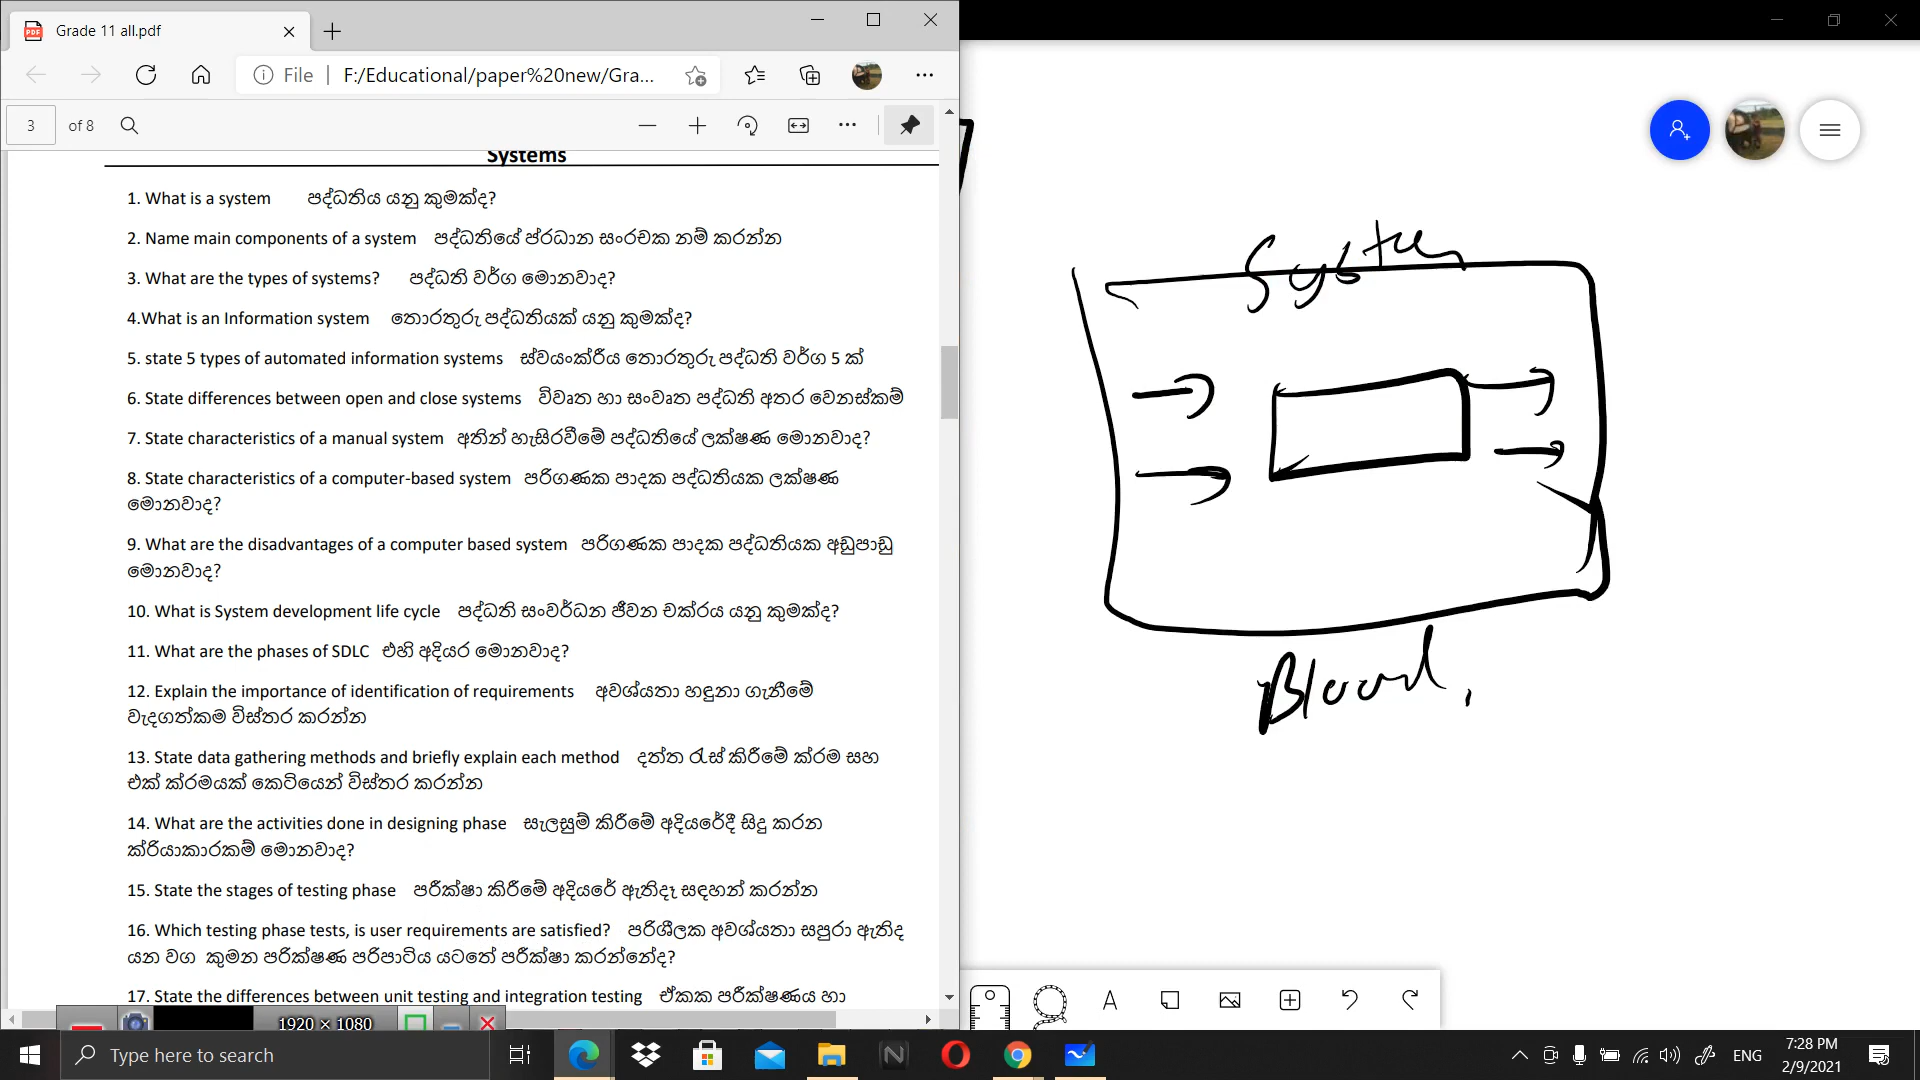 Grade 11 all.pdf
File
F:/Educational/paper%20new/Gra...
3 of 8
Systems
1. What is a system පද්ධතිය යනු කුමක්ද?
2. Name main components of a system පද්ධතියේ ප්රධාන සංරචක නම් කරන්න
3. What are the types of systems? පද්ධති වර්ග මොනවාද?
4.What is an Information system තොරතුරු පද්ධතියක් යනු කුමක්ද?
5. state 5 types of automated information systems ස්වයංක්රීය තොරතුරු පද්ධති වර්ග 5 ක්
6. State differences between open and close systems විවෘත හා සංවෘත පද්ධති අතර වෙනස්කම්
7. State characteristics of a manual system අතින් හැසිරවීමේ පද්ධතියේ ලක්ෂණ මොනවාද?
8. State characteristics of a computer-based system පරිගණක පාදක පද්ධතියක ලක්ෂණ
මොනවාද?
9. What are the disadvantages of a computer based system පරිගණක පාදක පද්ධතියක අඩුපාඩු
මොනවාද?
10. What is System development life cycle පද්ධති සංවර්ධන ජීවන චක්රය යනු කුමක්ද?
11. What are the phases of SDLC එහි අදියර මොනවාද?
12. Explain the importance of identification of requirements අවශ්යතා හඳුනා ගැනීමේ
වැදගත්කම විස්තර කරන්න
13. State data gathering methods and briefly explain each method දත්ත රැස් කිරීමේ ක්රම සහ
එක් ක්රමයක් කෙටියෙන් විස්තර කරන්න
14. What are the activities done in designing phase සැලසුම් කිරීමේ අදියරේදී සිදු කරන
ක්රියාකාරකම් මොනවාද?
15. State the stages of testing phase පරීක්ෂා කිරීමේ අදියරේ ඇතිදෑ සඳහන් කරන්න
16. Which testing phase tests, is user requirements are satisfied? පරිශීලක අවශ්යතා සපුරා ඇතිද
යන වග කුමන පරික්ෂණ පරිපාටිය යටතේ පරීක්ෂා කරන්නේද?
17. State the differences between unit testing and integration testing ඒකක පරීක්ෂණය හා
System
Blood,
1920 × 1080
Type here to search
ENG
7:28 PM
2/9/2021